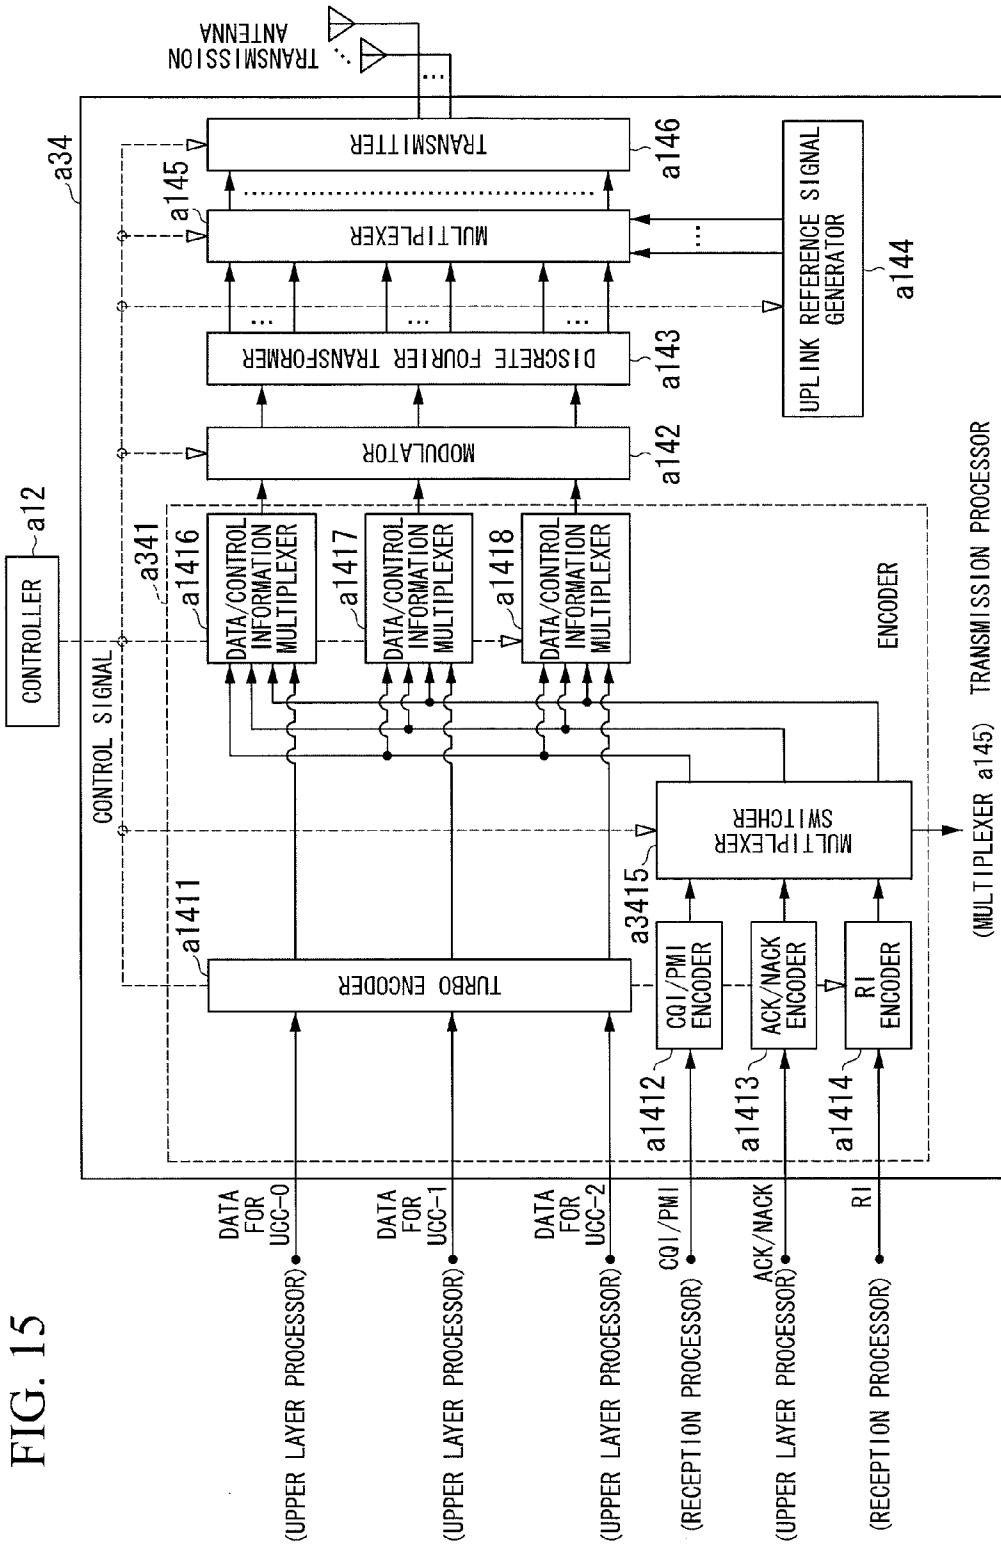 FIG. 15
CONTROLLER
a12
CONTROL SIGNAL
a34
TRANSMISSION
ANTENNA
a341
a1411
TURBO ENCODER
a1416
DATA/CONTROL
INFORMATION
MULTIPLEXER
a1417
DATA/CONTROL
INFORMATION
MULTIPLEXER
a1418
DATA/CONTROL
INFORMATION
MULTIPLEXER
MODULATOR
a142
DISCRETE FOURIER TRANSFORMER
a143
a145
MULTIPLEXER
TRANSMITTER
a146
UPLINK REFERENCE SIGNAL
GENERATOR
a144
DATA
FOR
UCC-0
(UPPER LAYER PROCESSOR)
DATA
FOR
UCC-1
(UPPER LAYER PROCESSOR)
DATA
FOR
UCC-2
(UPPER LAYER PROCESSOR)
CQI/PMI
(RECEPTION PROCESSOR)
ACK/NACK
(UPPER LAYER PROCESSOR)
RI
(RECEPTION PROCESSOR)
a1412
CQI/PMI
ENCODER
a1413
ACK/NACK
ENCODER
a1414
RI
ENCODER
a3415
MULTIPLEXER
SWITCHER
ENCODER
(MULTIPLEXER a145)
TRANSMISSION PROCESSOR